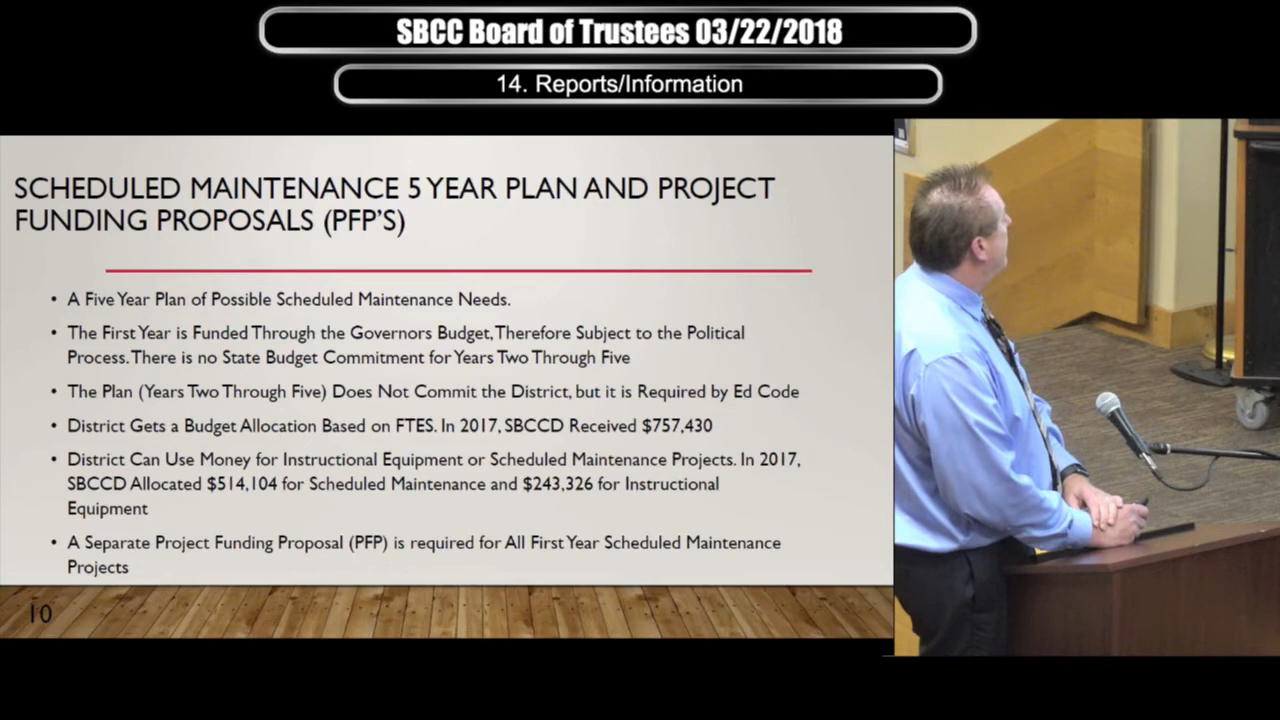 SBCC Board of Trustees 03/22/2018
14. Reports/Information
SCHEDULED MAINTENANCE 5 YEAR PLAN AND PROJECT
FUNDING PROPOSALS (PFP'S)
• A Five Year Plan of Possible Scheduled Maintenance Needs.
• The First Year is Funded Through the Governors Budget, Therefore Subject to the Political
Process. There is no State Budget Commitment for Years Two Through Five
• The Plan (Years Two Through Five) Does Not Commit the District, but it is Required by Ed Code
• District Gets a Budget Allocation Based on FTES. In 2017, SBCCD Received $757,430
• District Can Use Money for Instructional Equipment or Scheduled Maintenance Projects. In 2017,
SBCCD Allocated $514,104 for Scheduled Maintenance and $243,326 for Instructional
Equipment
• A Separate Project Funding Proposal (PFP) is required for All First Year Scheduled Maintenance
Projects
10